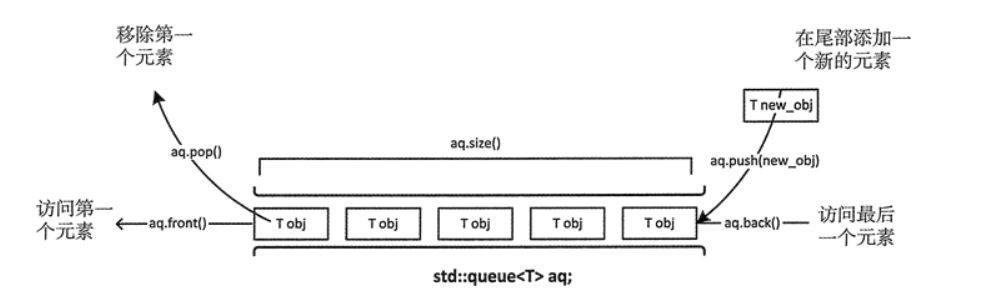 移除第一
个元素
在尾部添加一
个新的元素
T new_obj
aq.size()
aq.pop()
aq.push(new_obj)
访问第一
个元素
aq.front()
T obj
T obj
T obj
T obj
T obj
aq.back()
访问最后
一个元素
std::queue<T> aq;